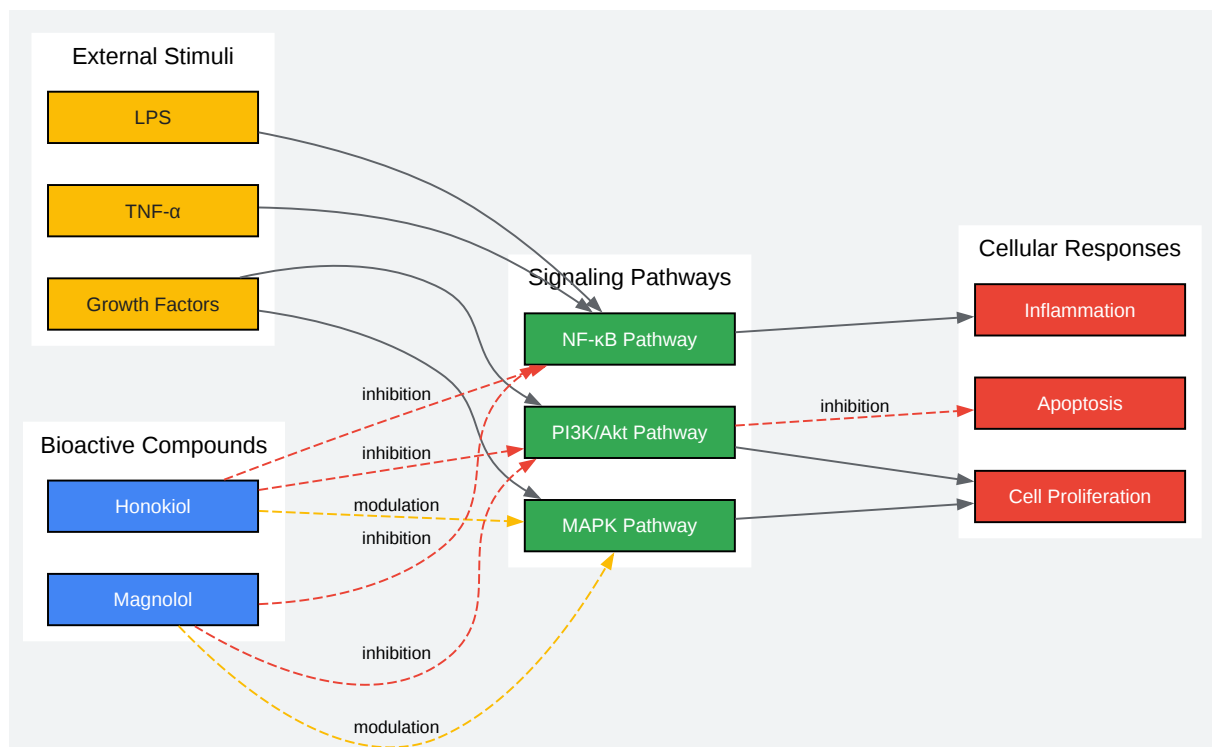 External Stimuli
LPS
TNF-α
Growth Factors
Bioactive Compounds
Honokiol
Magnolol
inhibition
inhibition
modulation
inhibition
inhibition
modulation
Signaling Pathways
NF-κB Pathway
PI3K/Akt Pathway
MAPK Pathway
inhibition
Cellular Responses
Inflammation
Apoptosis
Cell Proliferation